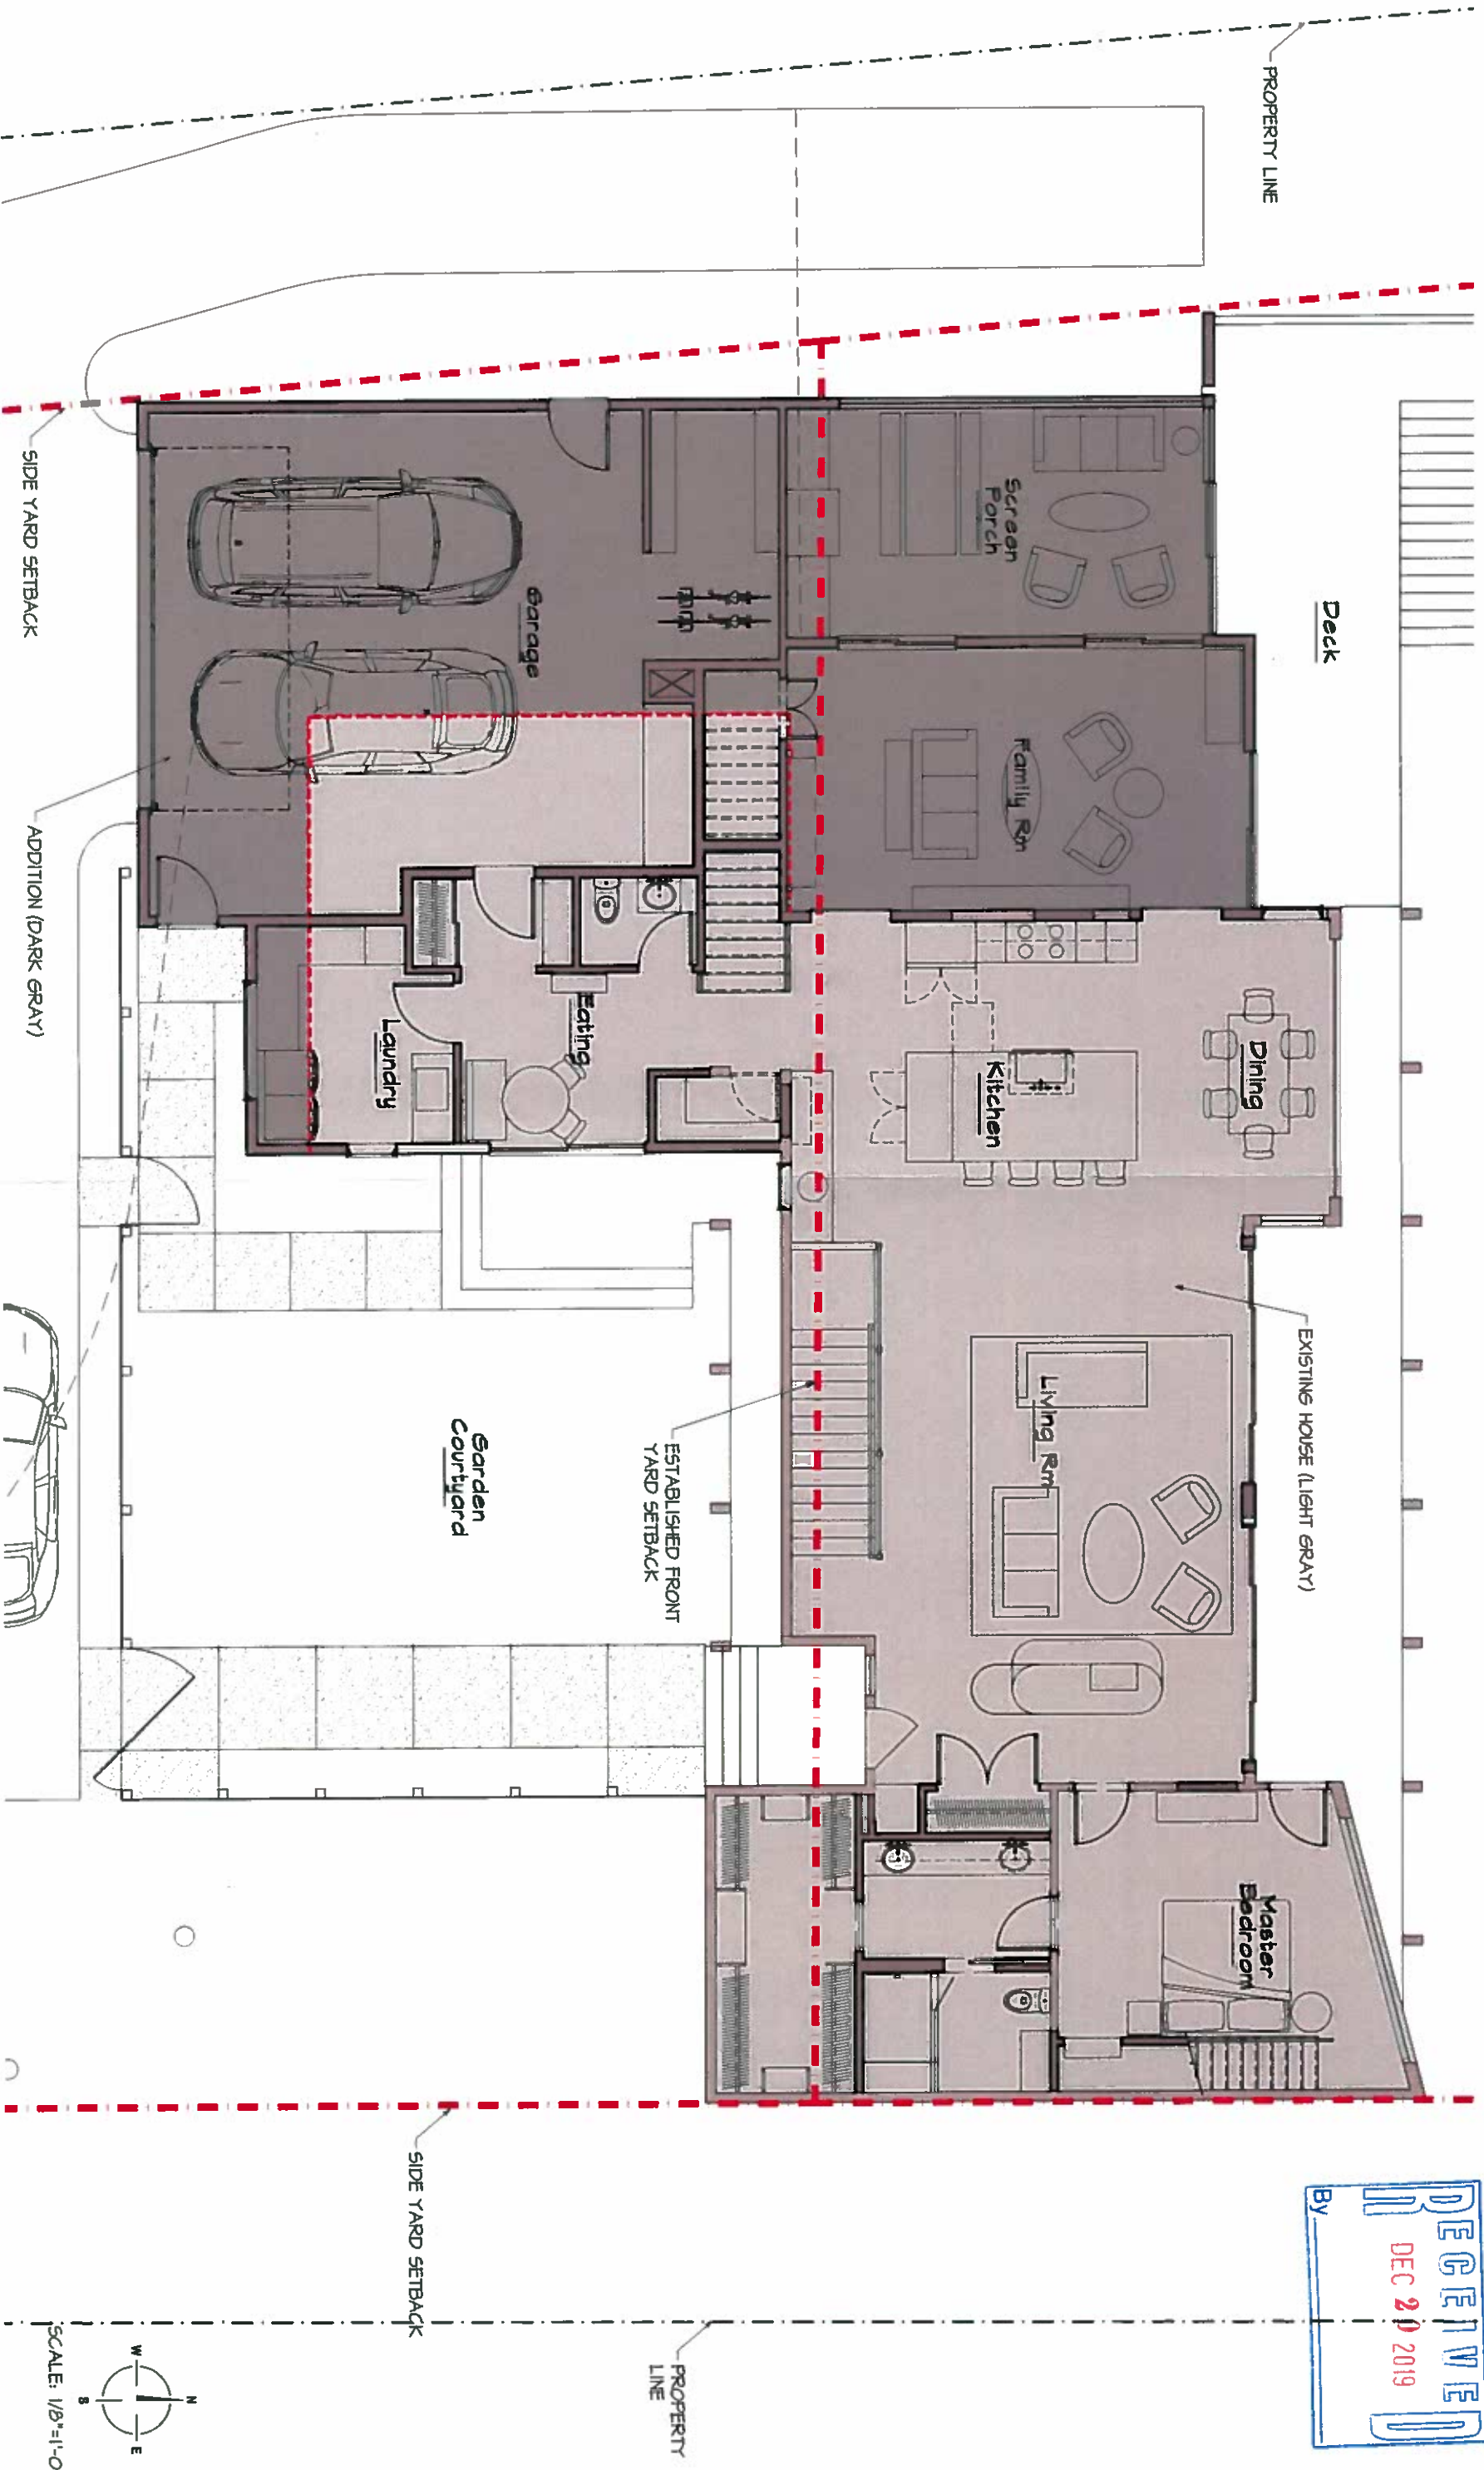 PROPERTY LINE
Deck
Screen
Porch
Family Rm
Garage
Dining
Kitchen
Eating
Laundry
SIDE YARD SETBACK
ADDITION (DARK GRAY)
EXISTING HOUSE (LIGHT GRAY)
Living Rm
ESTABLISHED FRONT
YARD SETBACK
Garden
Courtyard
Master
Bedroom
SIDE YARD SETBACK
PROPERTY
LINE
RECEIVED
DEC 20 2019
By
N
W
E
S
SCALE: 1/8"=1'-0